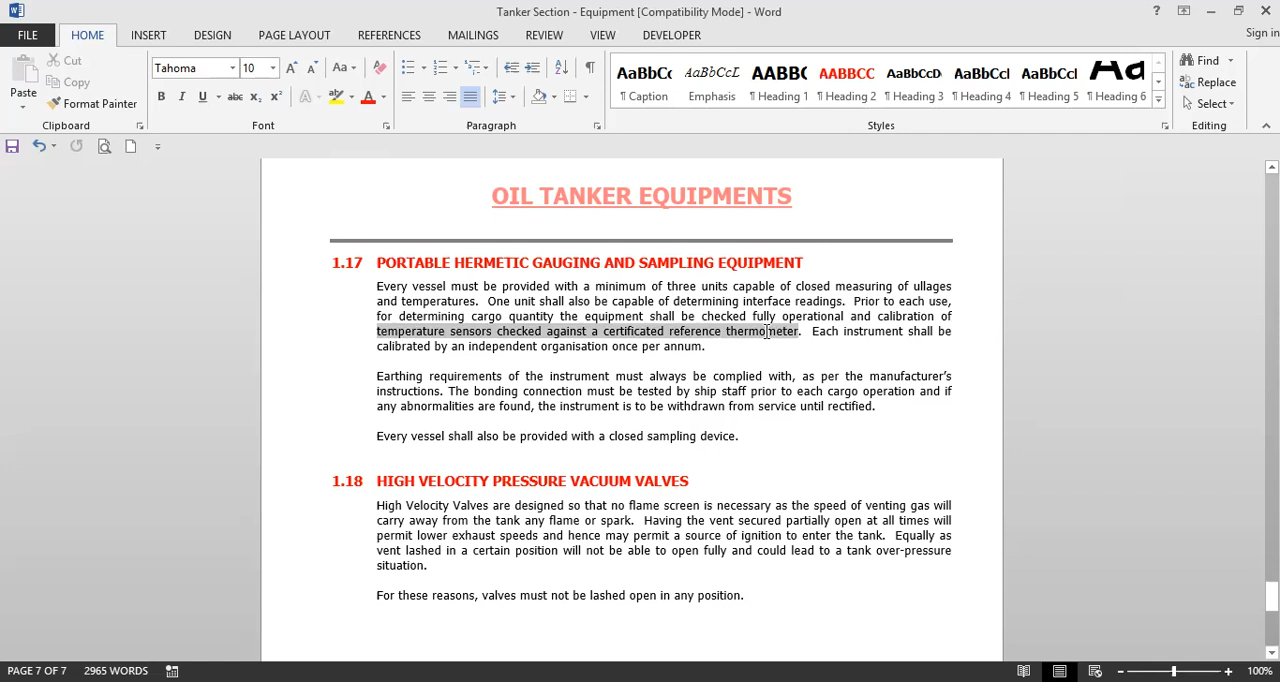 Tanker Section - Equipment [Compatibility Mode] - Word
FILE HOME INSERT DESIGN PAGE LAYOUT REFERENCES MAILINGS REVIEW VIEW DEVELOPER Sign in
Paste
Cut
Copy
Format Painter
Clipboard
Tahoma 10
Font
Paragraph
AaBbCc AaBbCcL AABBC AABBCC AaBbCcD AaBbCcI AaBbCcI AaBbC
¶ Caption Emphasis ¶ Heading 1 ¶ Heading 2 ¶ Heading 3 ¶ Heading 4 ¶ Heading 5 ¶ Heading 6
Styles
Find
Replace
Select
Editing
OIL TANKER EQUIPMENTS
1.17 PORTABLE HERMETIC GAUGING AND SAMPLING EQUIPMENT
Every vessel must be provided with a minimum of three units capable of closed measuring of ullages
and temperatures. One unit shall also be capable of determining interface readings. Prior to each use,
for determining cargo quantity the equipment shall be checked fully operational and calibration of
temperature sensors checked against a certificated reference thermometer. Each instrument shall be
calibrated by an independent organisation once per annum.
Earthing requirements of the instrument must always be complied with, as per the manufacturer's
instructions. The bonding connection must be tested by ship staff prior to each cargo operation and if
any abnormalities are found, the instrument is to be withdrawn from service until rectified.
Every vessel shall also be provided with a closed sampling device.
1.18 HIGH VELOCITY PRESSURE VACUUM VALVES
High Velocity Valves are designed so that no flame screen is necessary as the speed of venting gas will
carry away from the tank any flame or spark. Having the vent secured partially open at all times will
permit lower exhaust speeds and hence may permit a source of ignition to enter the tank. Equally as
vent lashed in a certain position will not be able to open fully and could lead to a tank over-pressure
situation.
For these reasons, valves must not be lashed open in any position.
PAGE 7 OF 7 2965 WORDS 100%